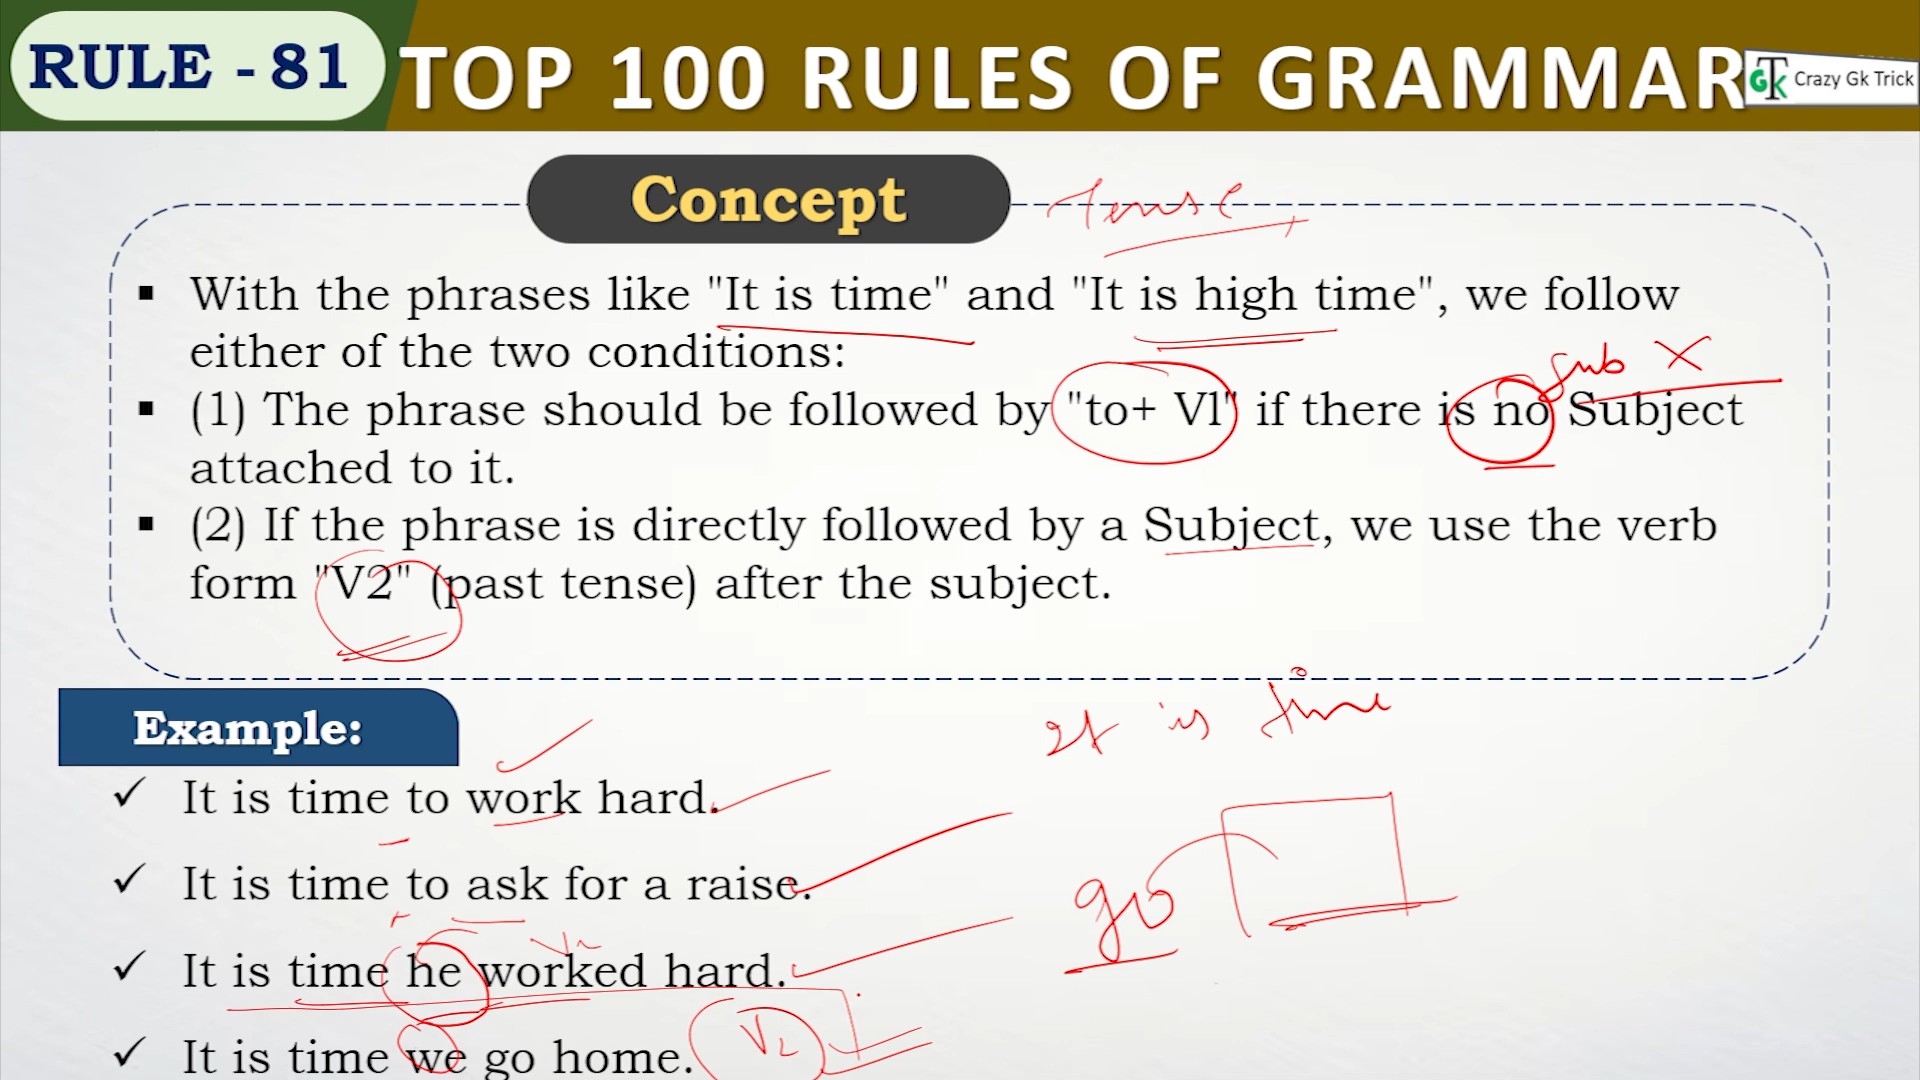 RULE - 81
TOP 100 RULES OF GRAMMAR
GTK Crazy Gk Trick
Concept
tense
▪ With the phrases like "It is time" and "It is high time", we follow
either of the two conditions:
sub X
▪ (1) The phrase should be followed by "to+ Vl" if there is no Subject
attached to it.
▪ (2) If the phrase is directly followed by a Subject, we use the verb
form "V2" (past tense) after the subject.
Example:
It is time
✓ It is time to work hard.
✓ It is time to ask for a raise.
go
V2
✓ It is time he worked hard.
✓ It is time we go home.
V2